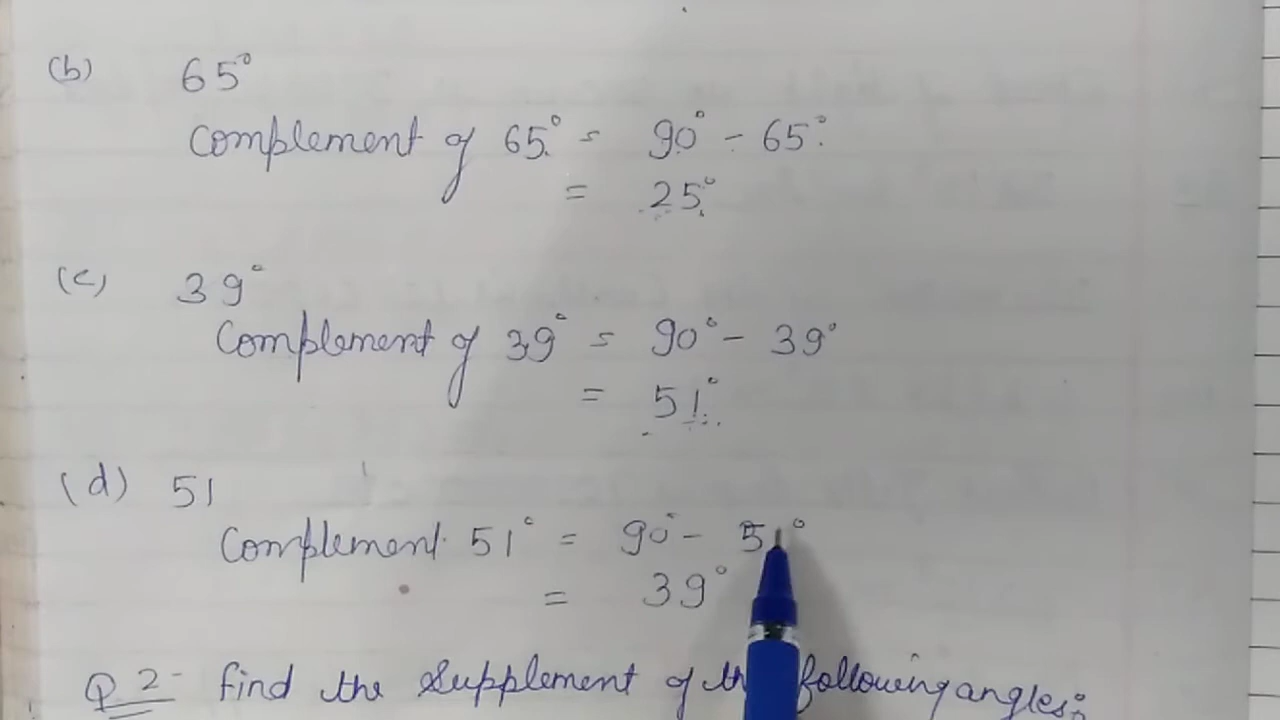 (b) 65°
Complement of 65° = 90° - 65°
= 25°
(c) 39°
Complement of 39° = 90° - 39°
= 51°
(d) 51
Complement 51° = 90° - 51°
= 39°
Q 2- find the Supplement of the following angles: